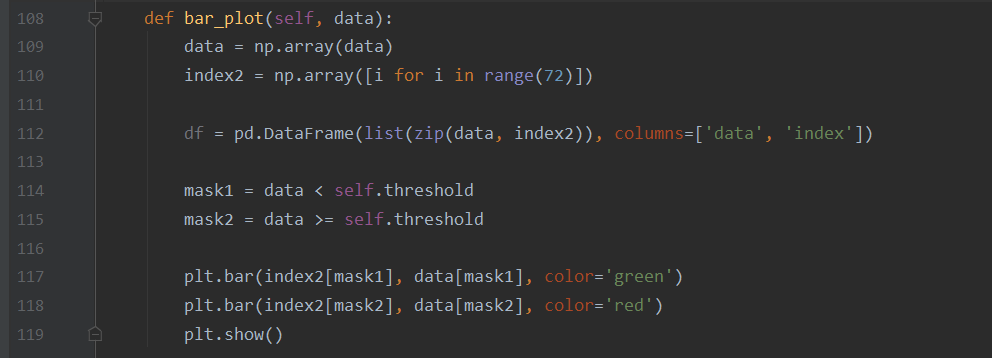 108 def bar_plot(self, data):
109 data = np.array(data)
110 index2 = np.array([i for i in range(72)])
111
112 df = pd.DataFrame(list(zip(data, index2)), columns=['data', 'index'])
113
114 mask1 = data < self.threshold
115 mask2 = data >= self.threshold
116
117 plt.bar(index2[mask1], data[mask1], color='green')
118 plt.bar(index2[mask2], data[mask2], color='red')
119 plt.show()